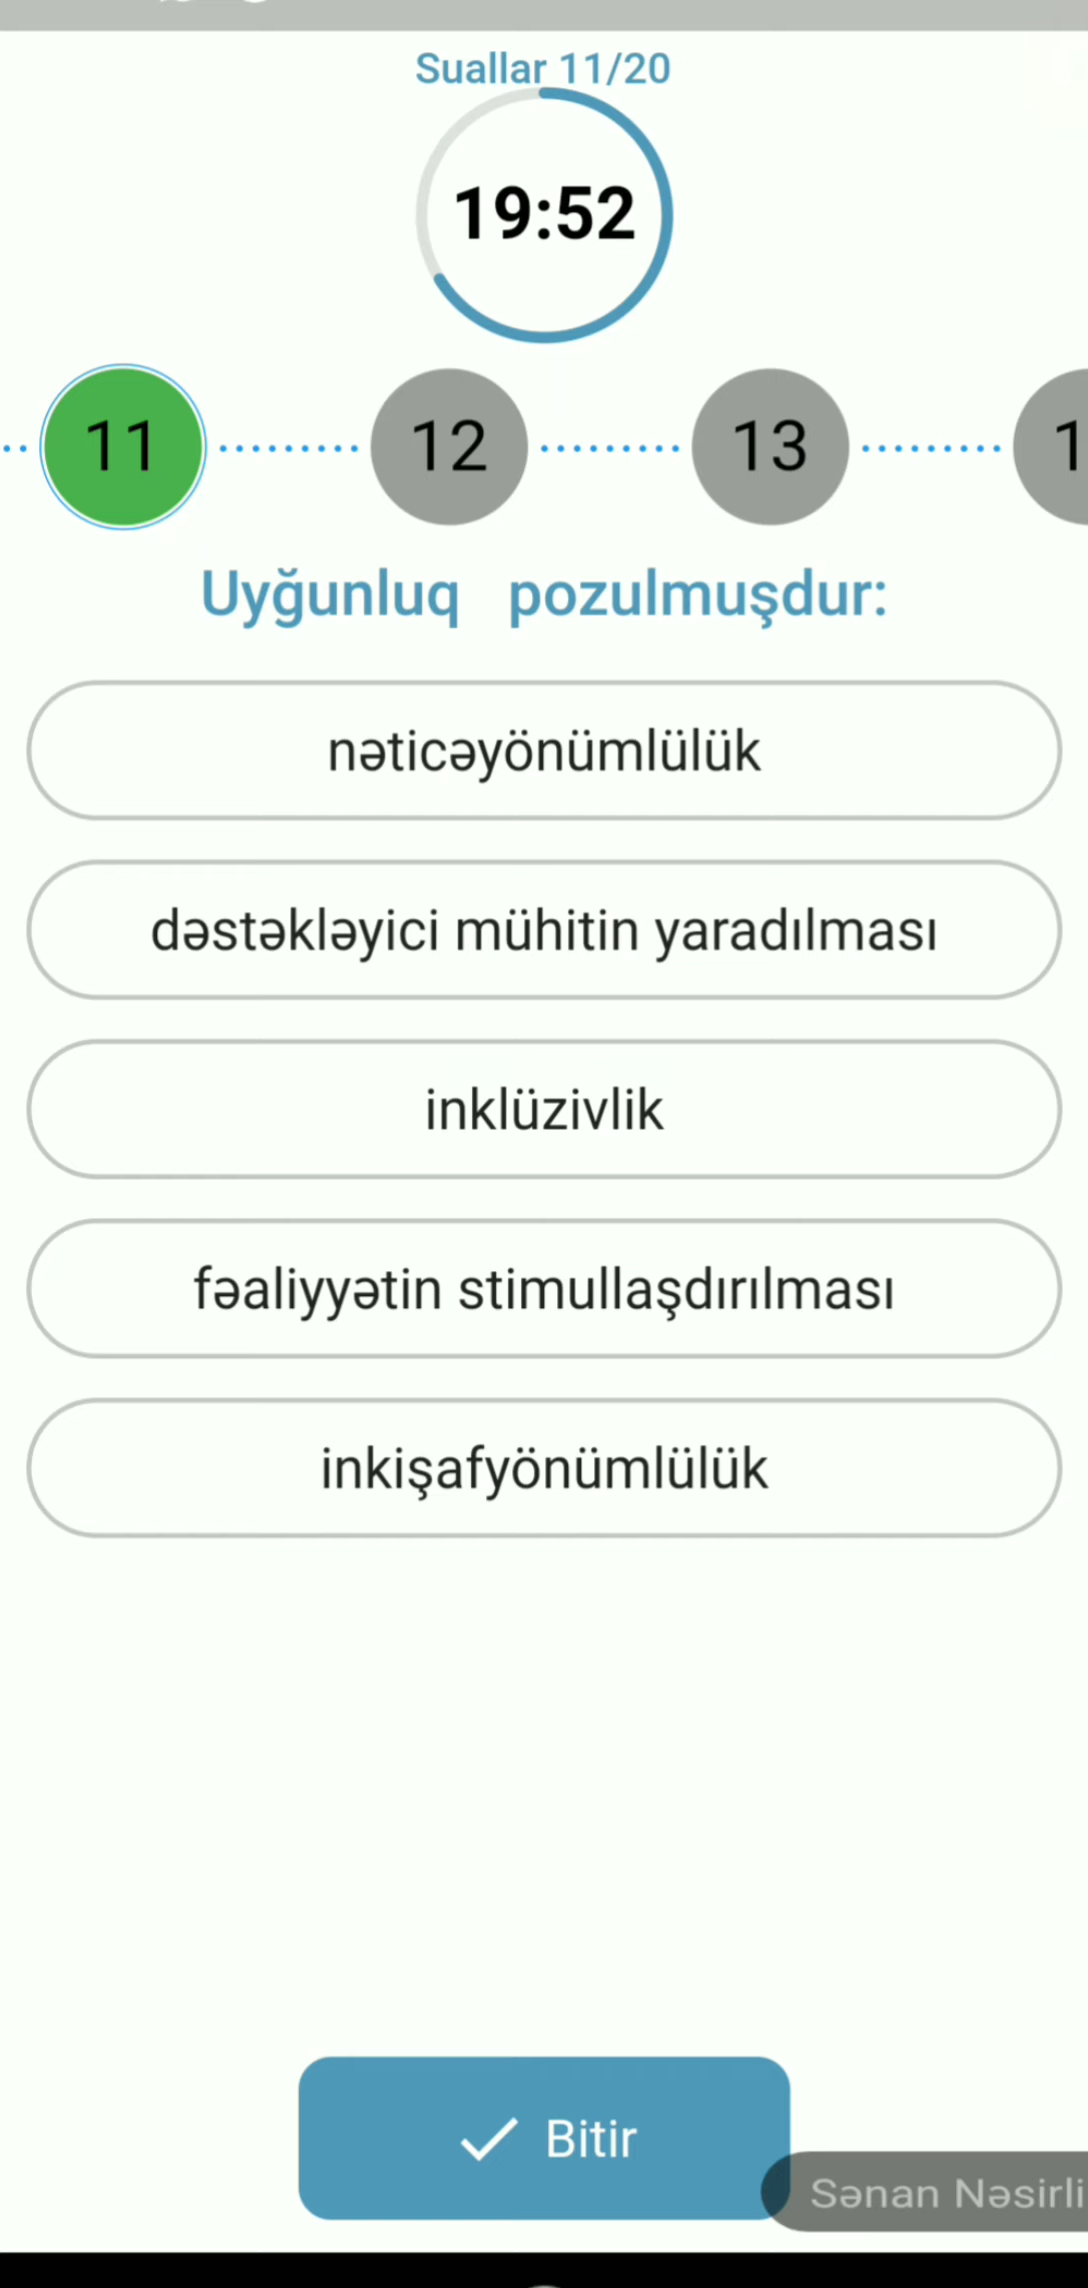 Suallar 11/20
19:52
11
12
13
1
Uyğunluq pozulmuşdur:
nəticəyönümlülük
dəstəkləyici mühitin yaradılması
inklüzivlik
fəaliyyətin stimullaşdırılması
inkişafyönümlülük
Bitir
Sənan Nəsirli